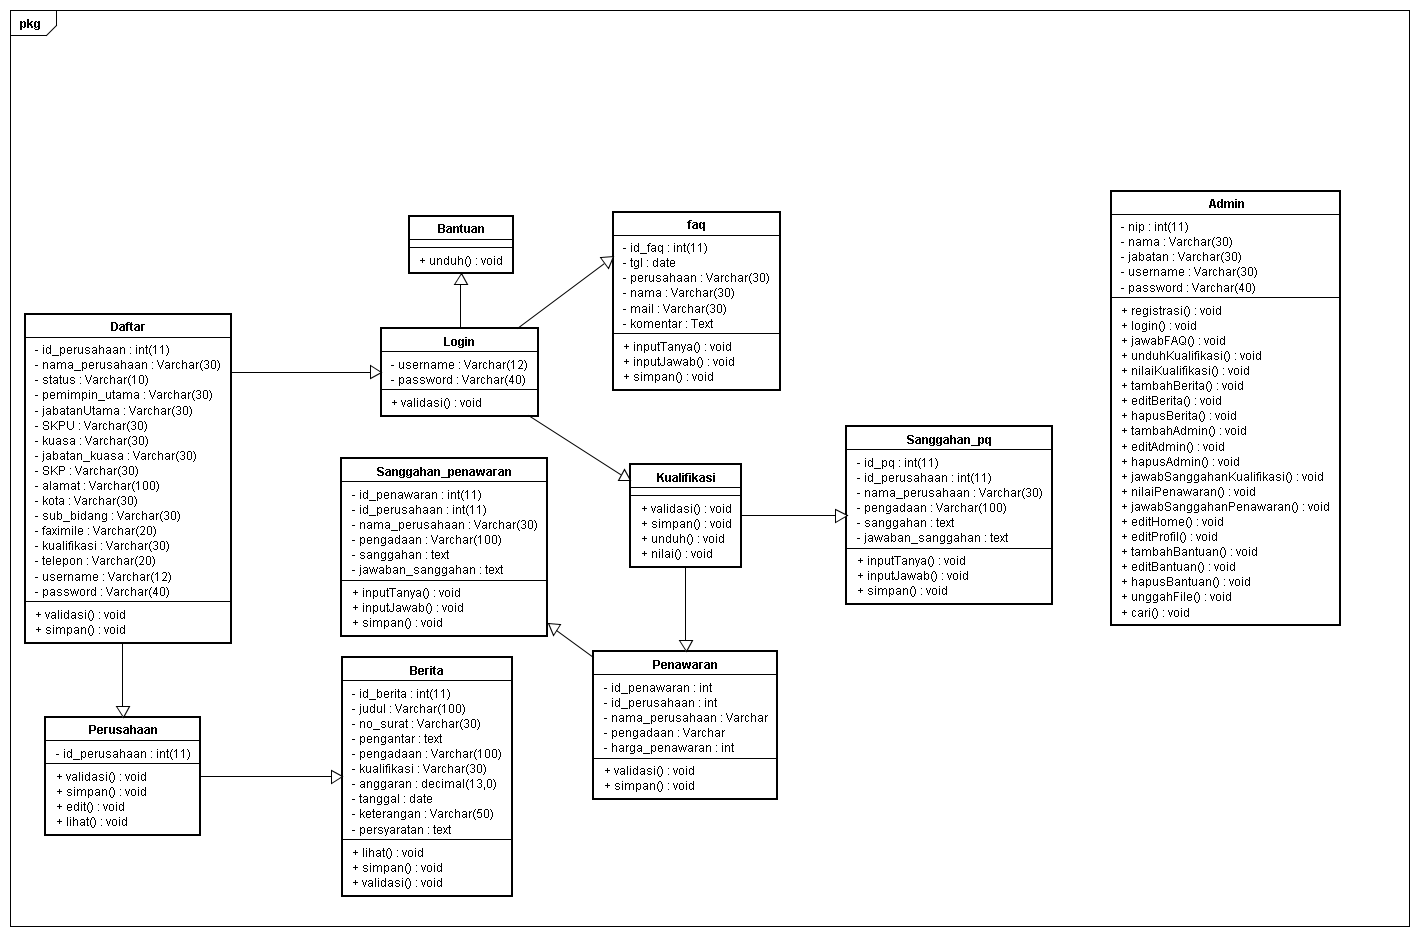 pkg
Bantuan
+ unduh() : void
faq
- id_faq : int(11)
- tgl : date
- perusahaan : Varchar(30)
- nama : Varchar(30)
- mail : Varchar(30)
- komentar : Text
+ inputTanya() : void
+ inputJawab() : void
+ simpan() : void
Admin
- nip : int(11)
- nama : Varchar(30)
- jabatan : Varchar(30)
- username : Varchar(30)
- password : Varchar(40)
+ registrasi() : void
+ login() : void
+ jawabFAQ() : void
+ unduhKualifikasi() : void
+ nilaiKualifikasi() : void
+ tambahBerita() : void
+ editBerita() : void
+ hapusBerita() : void
+ tambahAdmin() : void
+ editAdmin() : void
+ hapusAdmin() : void
+ jawabSanggahanKualifikasi() : void
+ nilaiPenawaran() : void
+ jawabSanggahanPenawaran() : void
+ editHome() : void
+ editProfil() : void
+ tambahBantuan() : void
+ editBantuan() : void
+ hapusBantuan() : void
+ unggahFile() : void
+ cari() : void
Daftar
- id_perusahaan : int(11)
- nama_perusahaan : Varchar(30)
- status : Varchar(10)
- pemimpin_utama : Varchar(30)
- jabatanUtama : Varchar(30)
- SKPU : Varchar(30)
- kuasa : Varchar(30)
- jabatan_kuasa : Varchar(30)
- SKP : Varchar(30)
- alamat : Varchar(100)
- kota : Varchar(30)
- sub_bidang : Varchar(30)
- faximile : Varchar(20)
- kualifikasi : Varchar(30)
- telepon : Varchar(20)
- username : Varchar(12)
- password : Varchar(40)
+ validasi() : void
+ simpan() : void
Login
- username : Varchar(12)
- password : Varchar(40)
+ validasi() : void
Sanggahan_penawaran
- id_penawaran : int(11)
- id_perusahaan : int(11)
- nama_perusahaan : Varchar(30)
- pengadaan : Varchar(100)
- sanggahan : text
- jawaban_sanggahan : text
+ inputTanya() : void
+ inputJawab() : void
+ simpan() : void
Kualifikasi
+ validasi() : void
+ simpan() : void
+ unduh() : void
+ nilai() : void
Sanggahan_pq
- id_pq : int(11)
- id_perusahaan : int(11)
- nama_perusahaan : Varchar(30)
- pengadaan : Varchar(100)
- sanggahan : text
- jawaban_sanggahan : text
+ inputTanya() : void
+ inputJawab() : void
+ simpan() : void
Perusahaan
- id_perusahaan : int(11)
+ validasi() : void
+ simpan() : void
+ edit() : void
+ lihat() : void
Berita
- id_berita : int(11)
- judul : Varchar(100)
- no_surat : Varchar(30)
- pengantar : text
- pengadaan : Varchar(100)
- kualifikasi : Varchar(30)
- anggaran : decimal(13,0)
- tanggal : date
- keterangan : Varchar(50)
- persyaratan : text
+ lihat() : void
+ simpan() : void
+ validasi() : void
Penawaran
- id_penawaran : int
- id_perusahaan : int
- nama_perusahaan : Varchar
- pengadaan : Varchar
- harga_penawaran : int
+ validasi() : void
+ simpan() : void